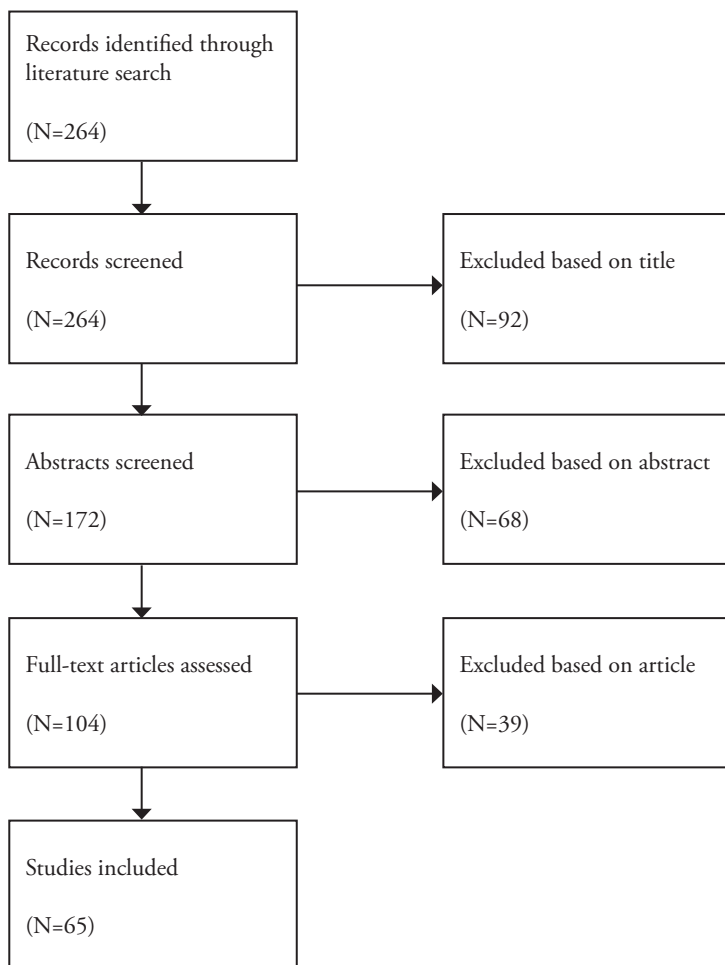 Records identified through
literature search
(N=264)
Records screened
(N=264)
Excluded based on title
(N=92)
Abstracts screened
(N=172)
Excluded based on abstract
(N=68)
Full-text articles assessed
(N=104)
Excluded based on article
(N=39)
Studies included
(N=65)